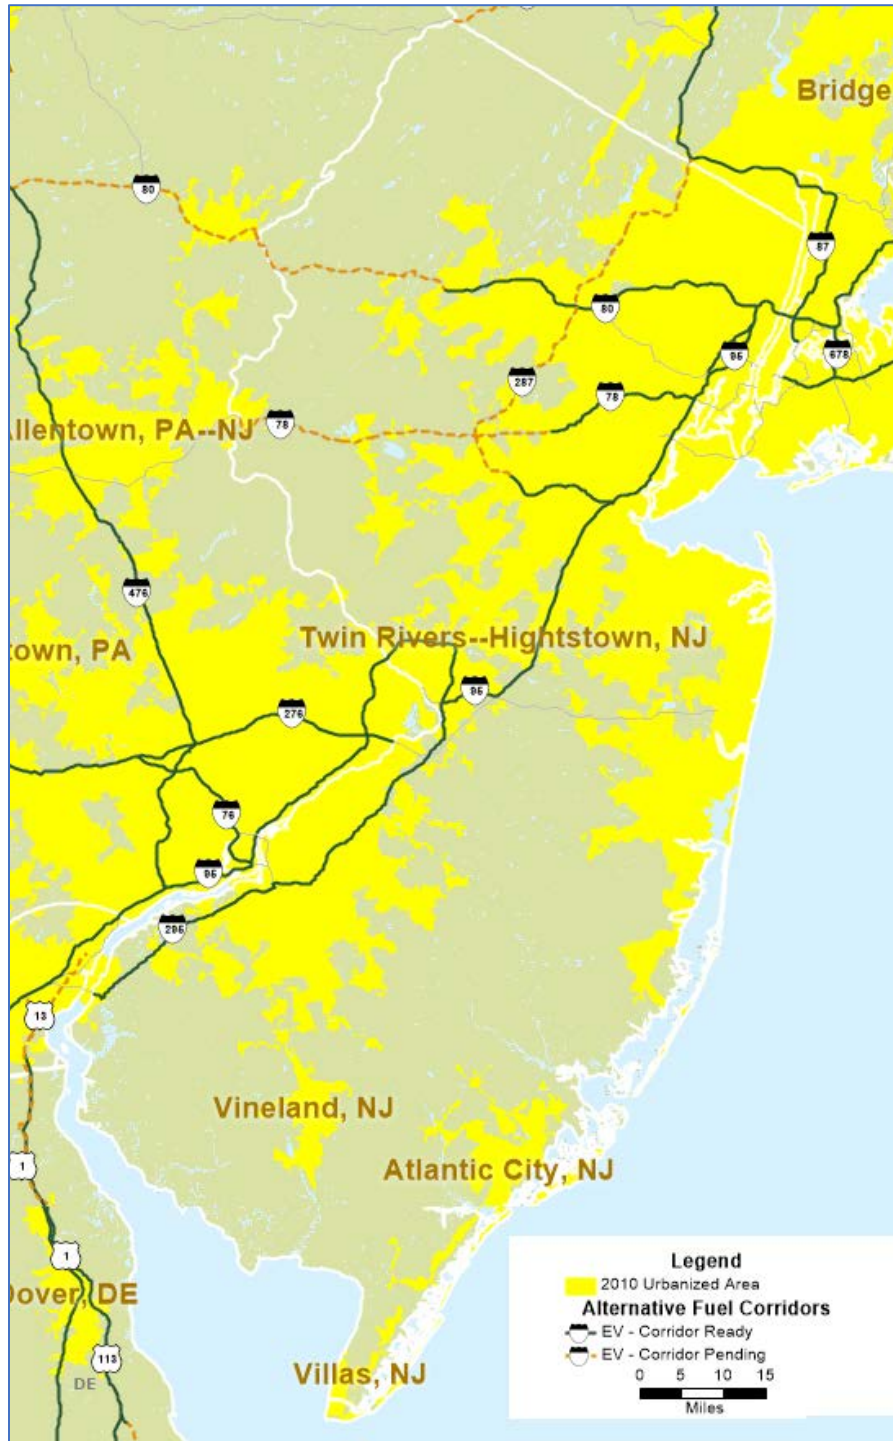 Bridge
80
87
80
95
678
287
78
78
Allentown, PA--NJ
476
Twin Rivers--Hightstown, NJ
town, PA
95
276
76
95
295
13
Vineland, NJ
1
Atlantic City, NJ
1
Dover, DE
113
DE
Villas, NJ
Legend
2010 Urbanized Area
Alternative Fuel Corridors
EV - Corridor Ready
EV - Corridor Pending
0 5 10 15
Miles